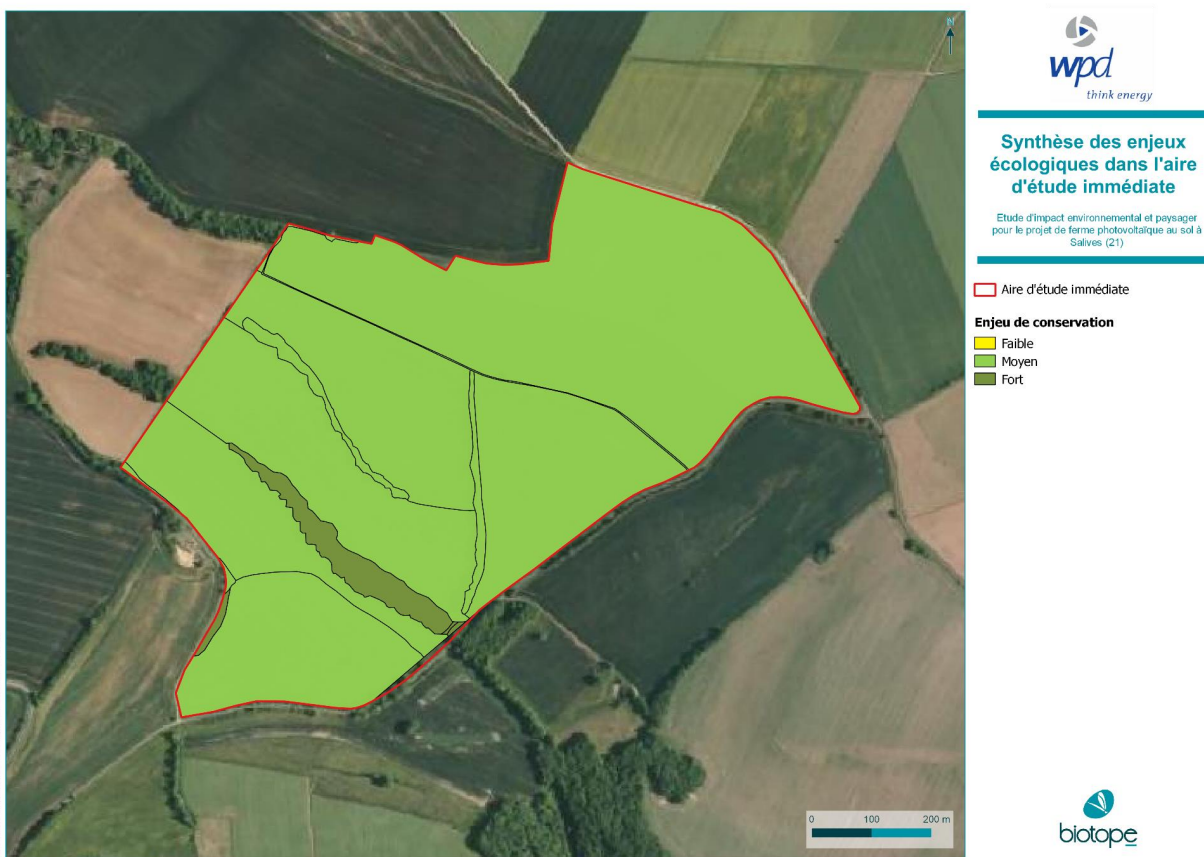 N
wpd
think energy
Synthèse des enjeux
écologiques dans l'aire
d'étude immédiate
Etude d'impact environnemental et paysager
pour le projet de ferme photovoltaïque au sol à
Salives (21)
Aire d'étude immédiate
Enjeu de conservation
Faible
Moyen
Fort
0 100 200 m
biotope